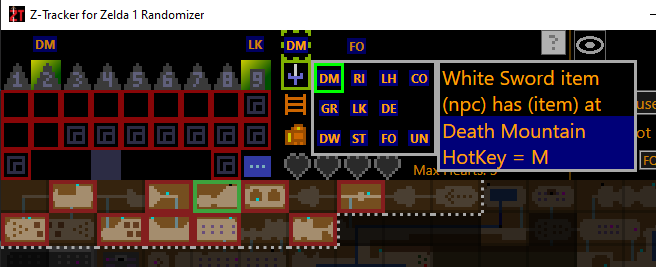 Z-Tracker for Zelda 1 Randomizer
DM LK DM FO
1 2 3 4 5 6 7 8 9
DM RI LH CO
GR LK DE
DW ST FO UN
White Sword item
(npc) has (item) at
Death Mountain
HotKey = M
?
...
Max Hearts:
FO